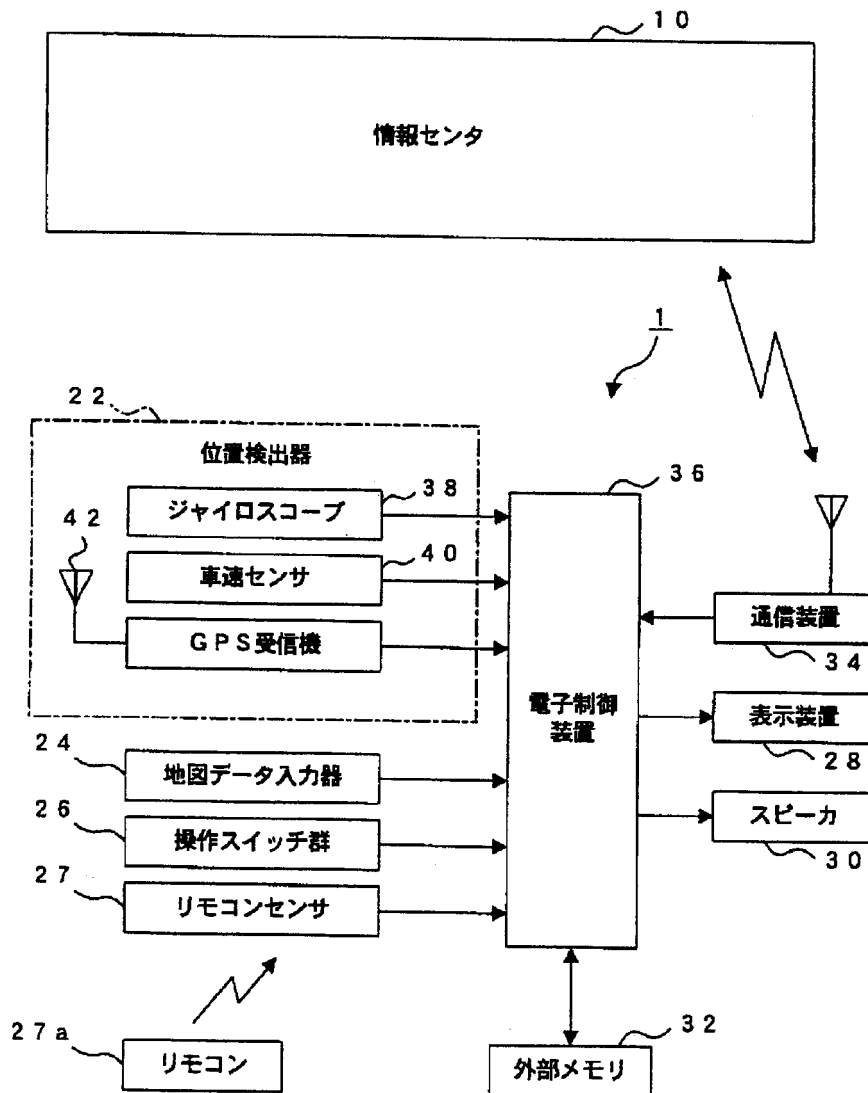 10
情報センタ
1
22
位置検出器
38
ジャイロスコープ
36
42
40
車速センサ
GPS受信機
通信装置
34
電子制御
装置
表示装置
28
24
地図データ入力器
26
操作スイッチ群
スピーカ
30
27
リモコンセンサ
27a
リモコン
32
外部メモリ